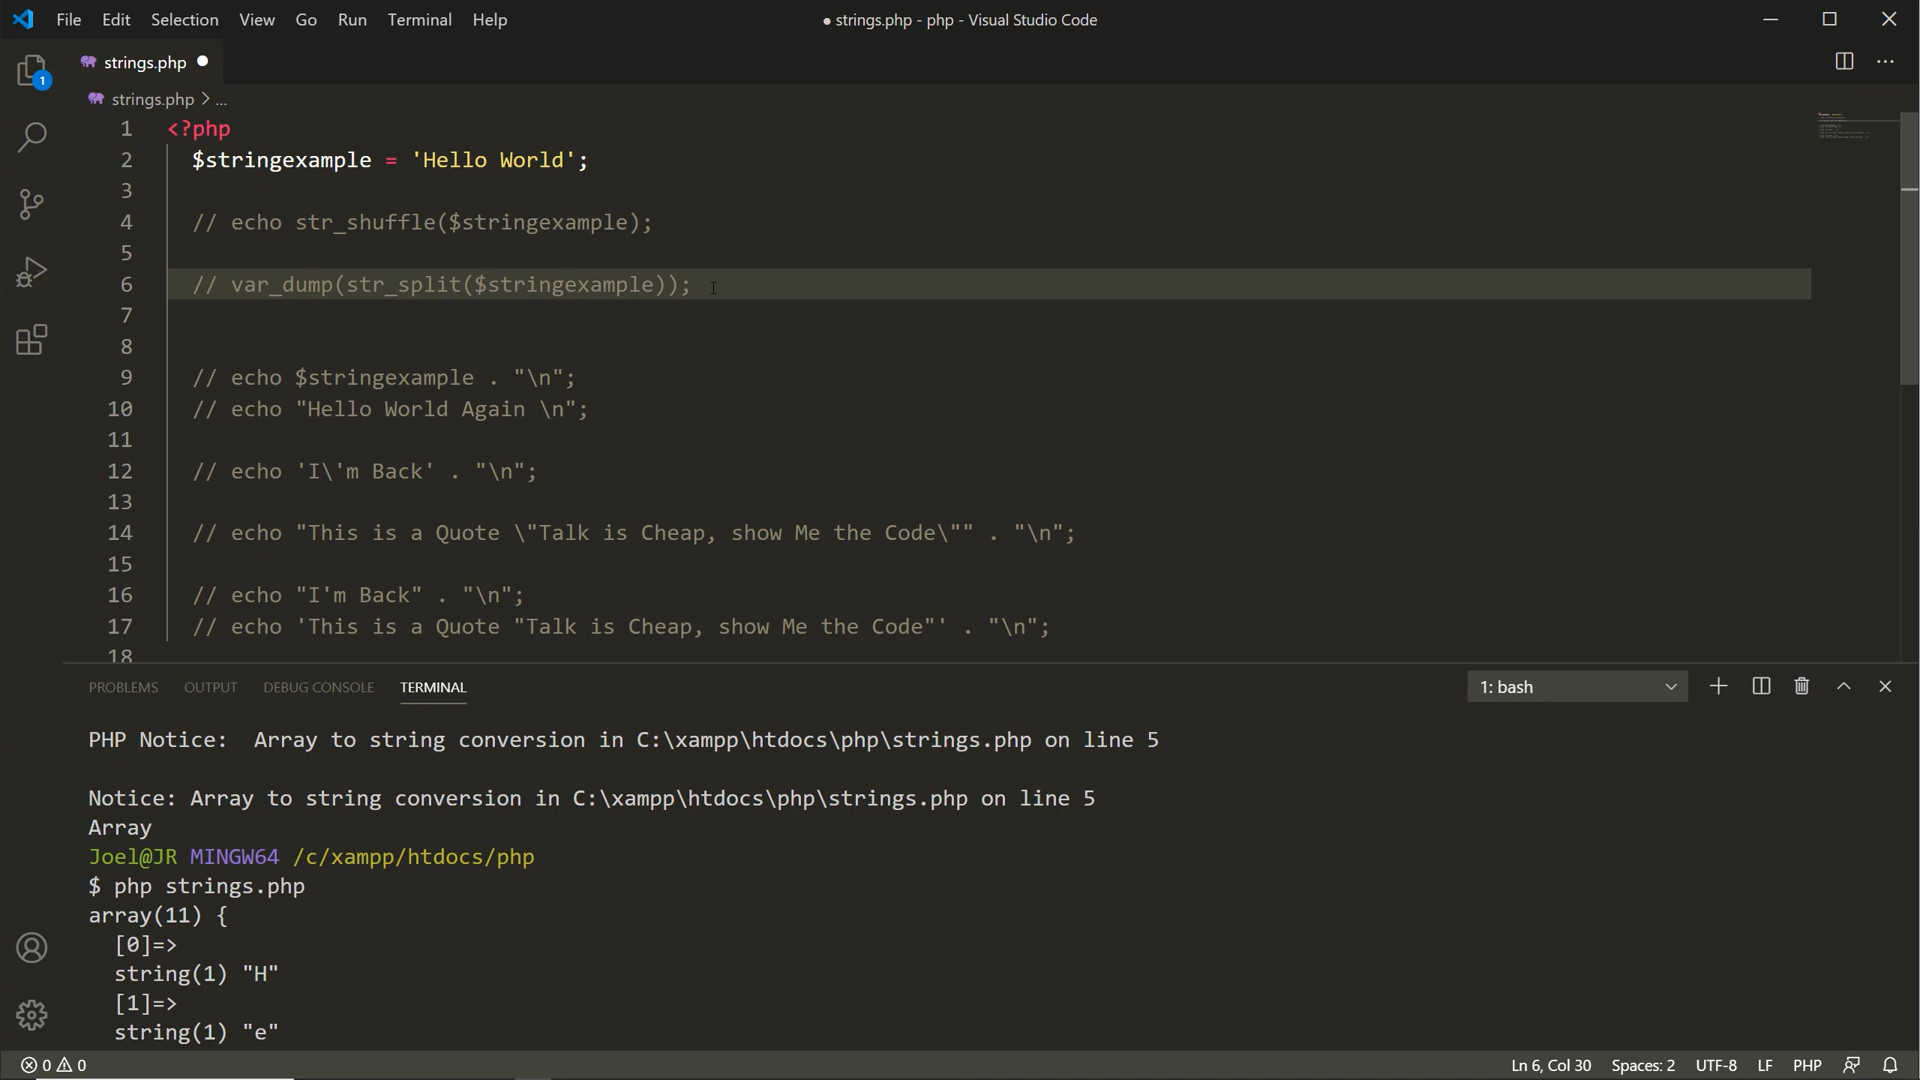 File Edit Selection View Go Run Terminal Help ● strings.php - php - Visual Studio Code
strings.php ●
1
strings.php > ...
1 <?php
2 $stringexample = 'Hello World';
3
4 // echo str_shuffle($stringexample);
5
6 // var_dump(str_split($stringexample));
7
8
9 // echo $stringexample . "\n";
10 // echo "Hello World Again \n";
11
12 // echo 'I\'m Back' . "\n";
13
14 // echo "This is a Quote \"Talk is Cheap, show Me the Code\"" . "\n";
15
16 // echo "I'm Back" . "\n";
17 // echo 'This is a Quote "Talk is Cheap, show Me the Code"' . "\n";
18
PROBLEMS OUTPUT DEBUG CONSOLE TERMINAL 1: bash
PHP Notice:  Array to string conversion in C:\xampp\htdocs\php\strings.php on line 5
Notice: Array to string conversion in C:\xampp\htdocs\php\strings.php on line 5
Array
Joel@JR MINGW64 /c/xampp/htdocs/php
$ php strings.php
array(11) {
[0]=>
string(1) "H"
[1]=>
string(1) "e"
0 0 Ln 6, Col 30 Spaces: 2 UTF-8 LF PHP